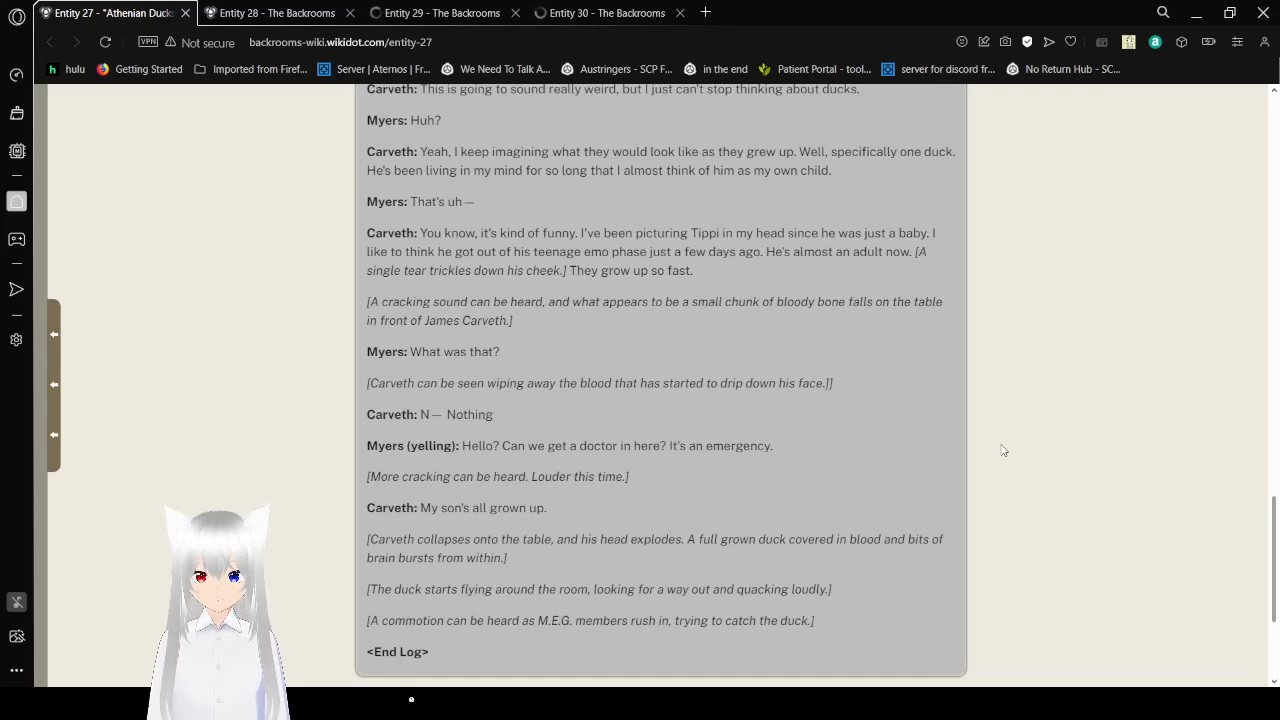 Entity 27 - "Athenian Duck
Entity 28 - The Backrooms
Entity 29 - The Backrooms
Entity 30 - The Backrooms
VPN
Not secure
backrooms-wiki.wikidot.com/entity-27
hulu
Getting Started
Imported from Firef...
Server | Aternos | Fr...
We Need To Talk A...
Austringers - SCP F...
in the end
Patient Portal - tool...
server for discord fr...
No Return Hub - SC...
Carveth: This is going to sound really weird, but I just can't stop thinking about ducks.
Myers: Huh?
Carveth: Yeah, I keep imagining what they would look like as they grew up. Well, specifically one duck.
He's been living in my mind for so long that I almost think of him as my own child.
Myers: That's uh—
Carveth: You know, it's kind of funny. I've been picturing Tippi in my head since he was just a baby. I
like to think he got out of his teenage emo phase just a few days ago. He's almost an adult now. [A
single tear trickles down his cheek.] They grow up so fast.
[A cracking sound can be heard, and what appears to be a small chunk of bloody bone falls on the table
in front of James Carveth.]
Myers: What was that?
[Carveth can be seen wiping away the blood that has started to drip down his face.]]
Carveth: N— Nothing
Myers (yelling): Hello? Can we get a doctor in here? It's an emergency.
[More cracking can be heard. Louder this time.]
Carveth: My son's all grown up.
[Carveth collapses onto the table, and his head explodes. A full grown duck covered in blood and bits of
brain bursts from within.]
[The duck starts flying around the room, looking for a way out and quacking loudly.]
[A commotion can be heard as M.E.G. members rush in, trying to catch the duck.]
<End Log>